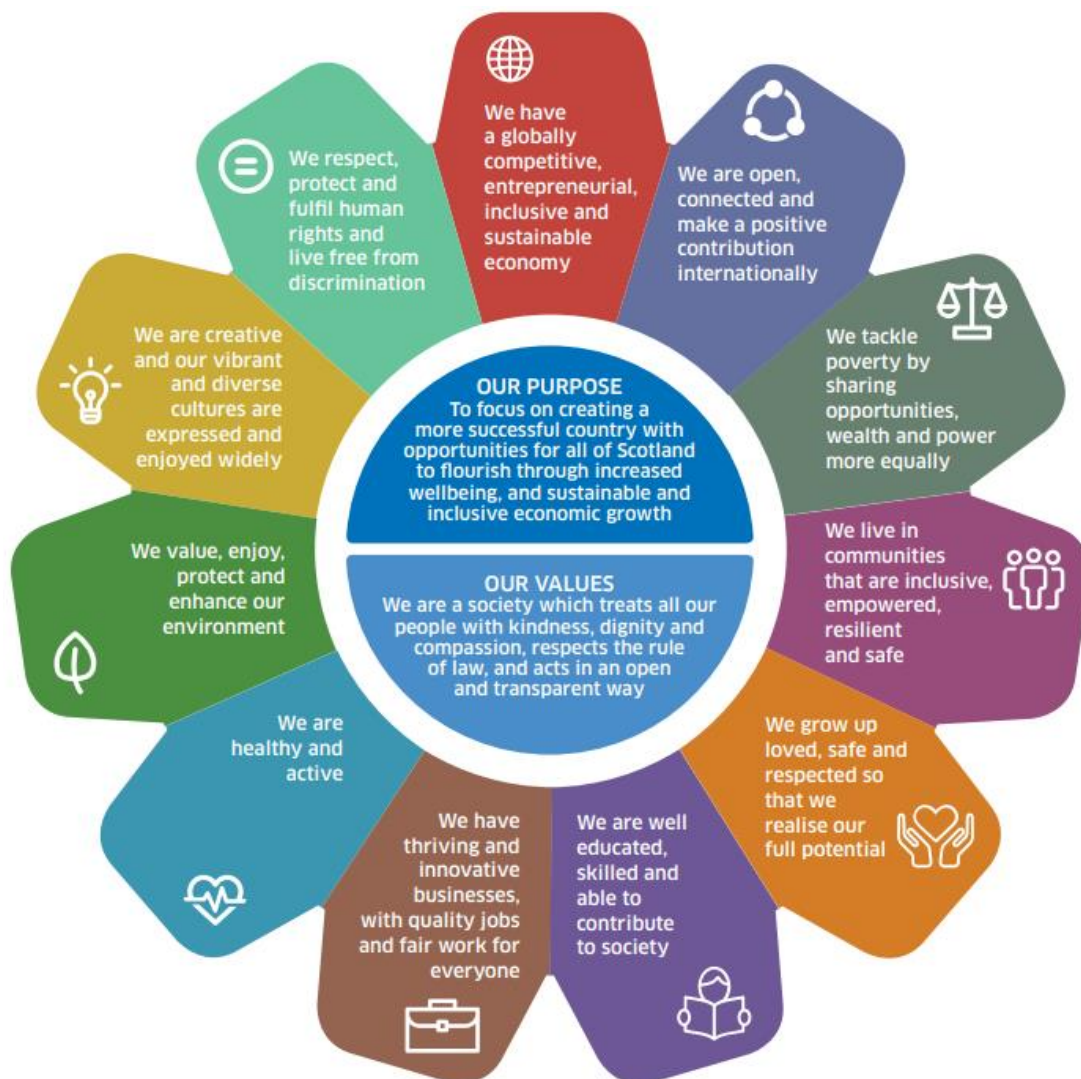 We have
a globally
competitive,
entrepreneurial,
inclusive and
sustainable
economy
We are open,
connected and
make a positive
contribution
internationally
We tackle
poverty by
sharing
opportunities,
wealth and power
more equally
We live in
communities
that are inclusive,
empowered,
resilient
and safe
We grow up
loved, safe and
respected so
that we
realise our
full potential
We are well
educated,
skilled and
able to
contribute
to society
We have
thriving and
innovative
businesses,
with quality jobs
and fair work for
everyone
We are
healthy and
active
We value, enjoy,
protect and
enhance our
environment
We are creative
and our vibrant
and diverse
cultures are
expressed and
enjoyed widely
We respect,
protect and
fulfil human
rights and
live free from
discrimination
OUR PURPOSE
To focus on creating a
more successful country with
opportunities for all of Scotland
to flourish through increased
wellbeing, and sustainable and
inclusive economic growth
OUR VALUES
We are a society which treats all our
people with kindness, dignity and
compassion, respects the rule
of law, and acts in an open
and transparent way